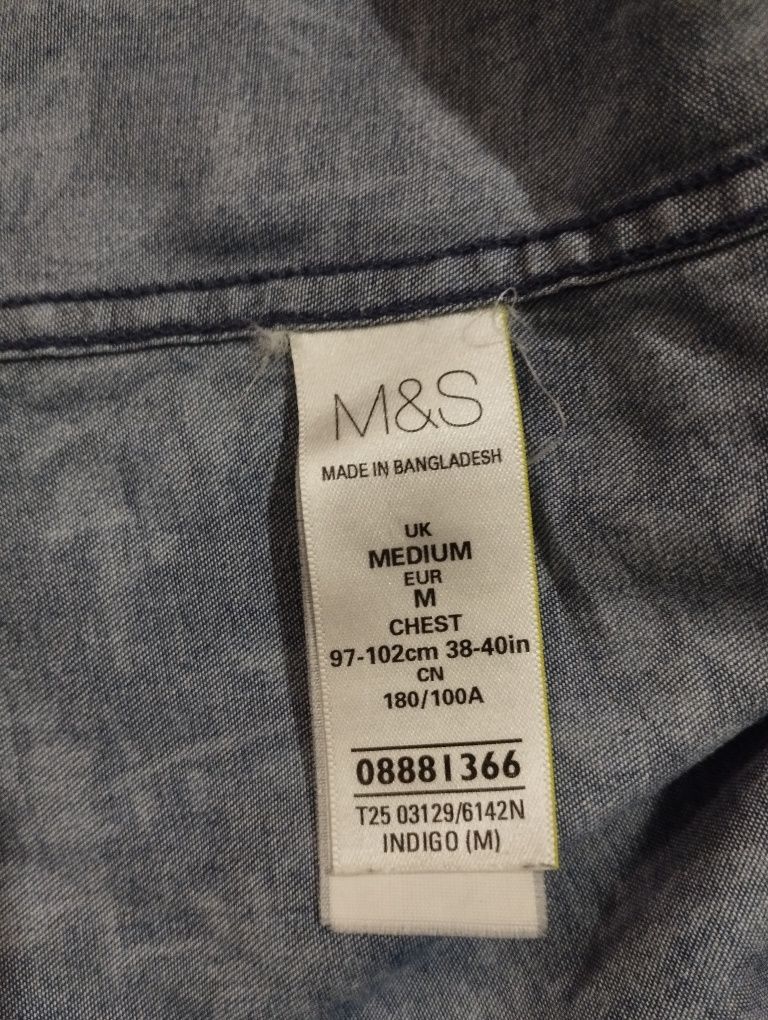 M&S
MADE IN BANGLADESH
UK
MEDIUM
EUR
M
CHEST
97-102cm 38-40in
CN
180/100A
08881366
T25 03129/6142N
INDIGO (M)